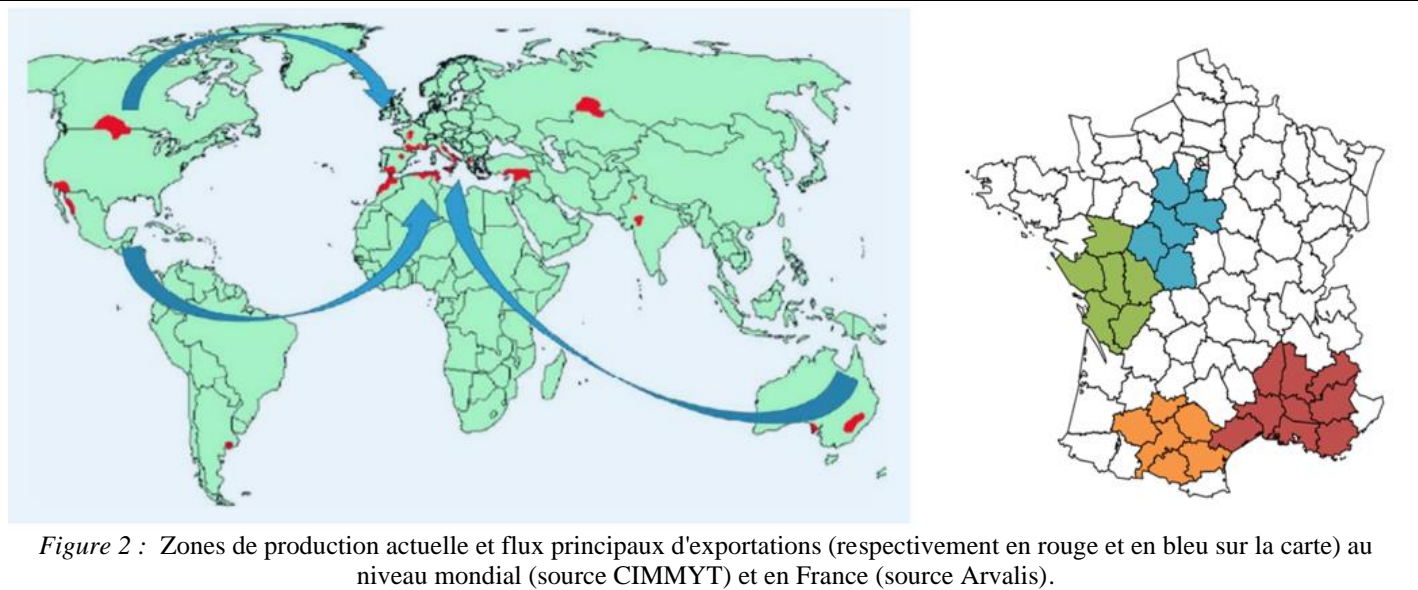 Figure 2 : Zones de production actuelle et flux principaux d'exportations (respectivement en rouge et en bleu sur la carte) au
niveau mondial (source CIMMYT) et en France (source Arvalis).